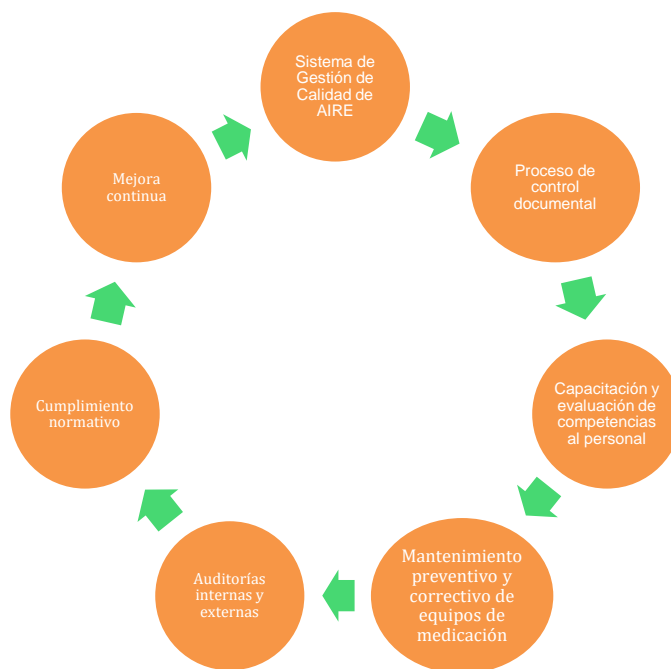 Sistema de
Gestión de
Calidad de
AIRE
Proceso de
control
documental
Capacitación y
evaluación de
competencias
al personal
Mantenimiento
preventivo y
correctivo de
equipos de
medicación
Auditorías
internas y
externas
Cumplimiento
normativo
Mejora
continua